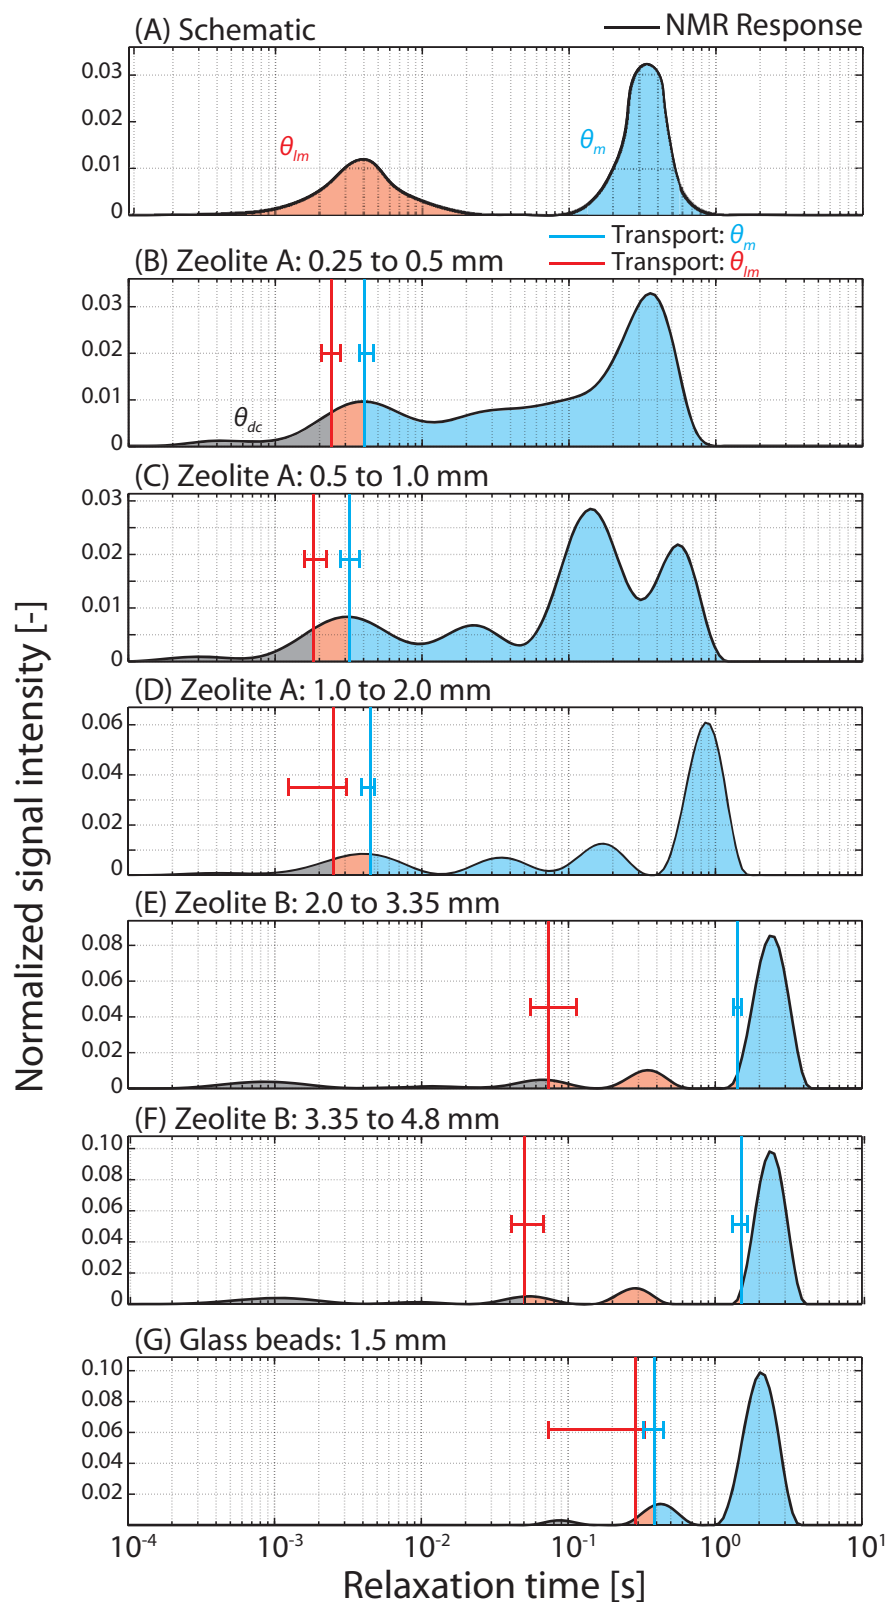 (A) Schematic
NMR Response
0.03
0.02
0.01
0
θlm
θm
Transport: θm
Transport: θlm
(B) Zeolite A: 0.25 to 0.5 mm
0.03
0.02
0.01
0
θdc
(C) Zeolite A: 0.5 to 1.0 mm
0.03
0.02
0.01
0
(D) Zeolite A: 1.0 to 2.0 mm
0.06
0.04
0.02
0
(E) Zeolite B: 2.0 to 3.35 mm
0.08
0.06
0.04
0.02
0
(F) Zeolite B: 3.35 to 4.8 mm
0.10
0.08
0.06
0.04
0.02
0
(G) Glass beads: 1.5 mm
0.10
0.08
0.06
0.04
0.02
10⁻⁴ 10⁻³ 10⁻² 10⁻¹ 10⁰ 10¹
Relaxation time [s]
Normalized signal intensity [-]